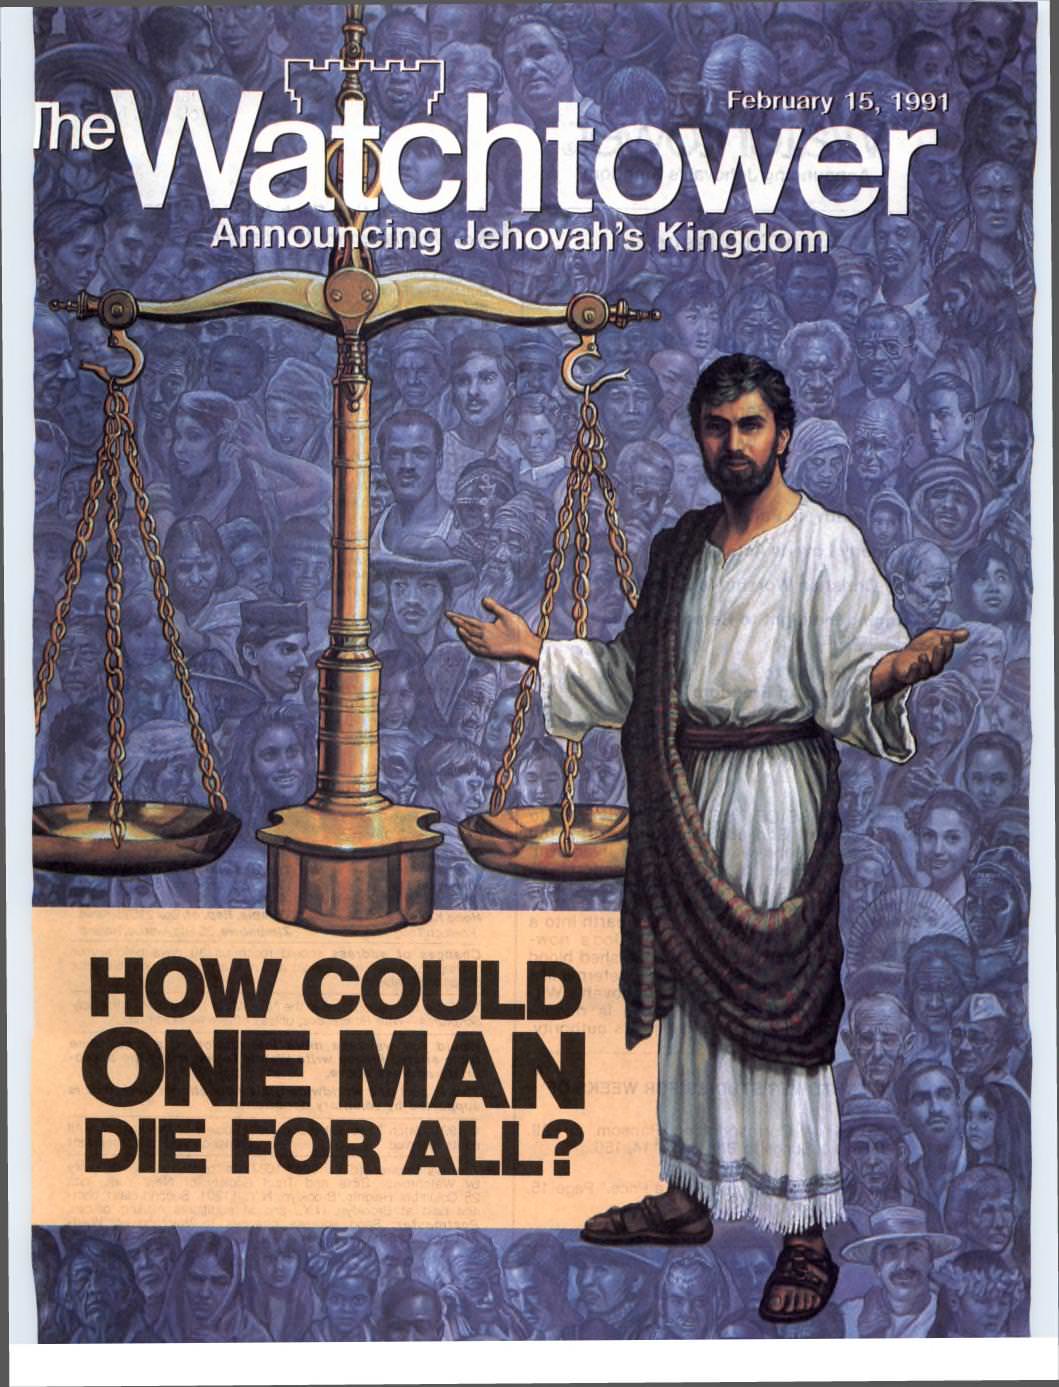 February 15, 1991
The Watchtower
Announcing Jehovah's Kingdom
HOW COULD
ONE MAN
DIE FOR ALL?